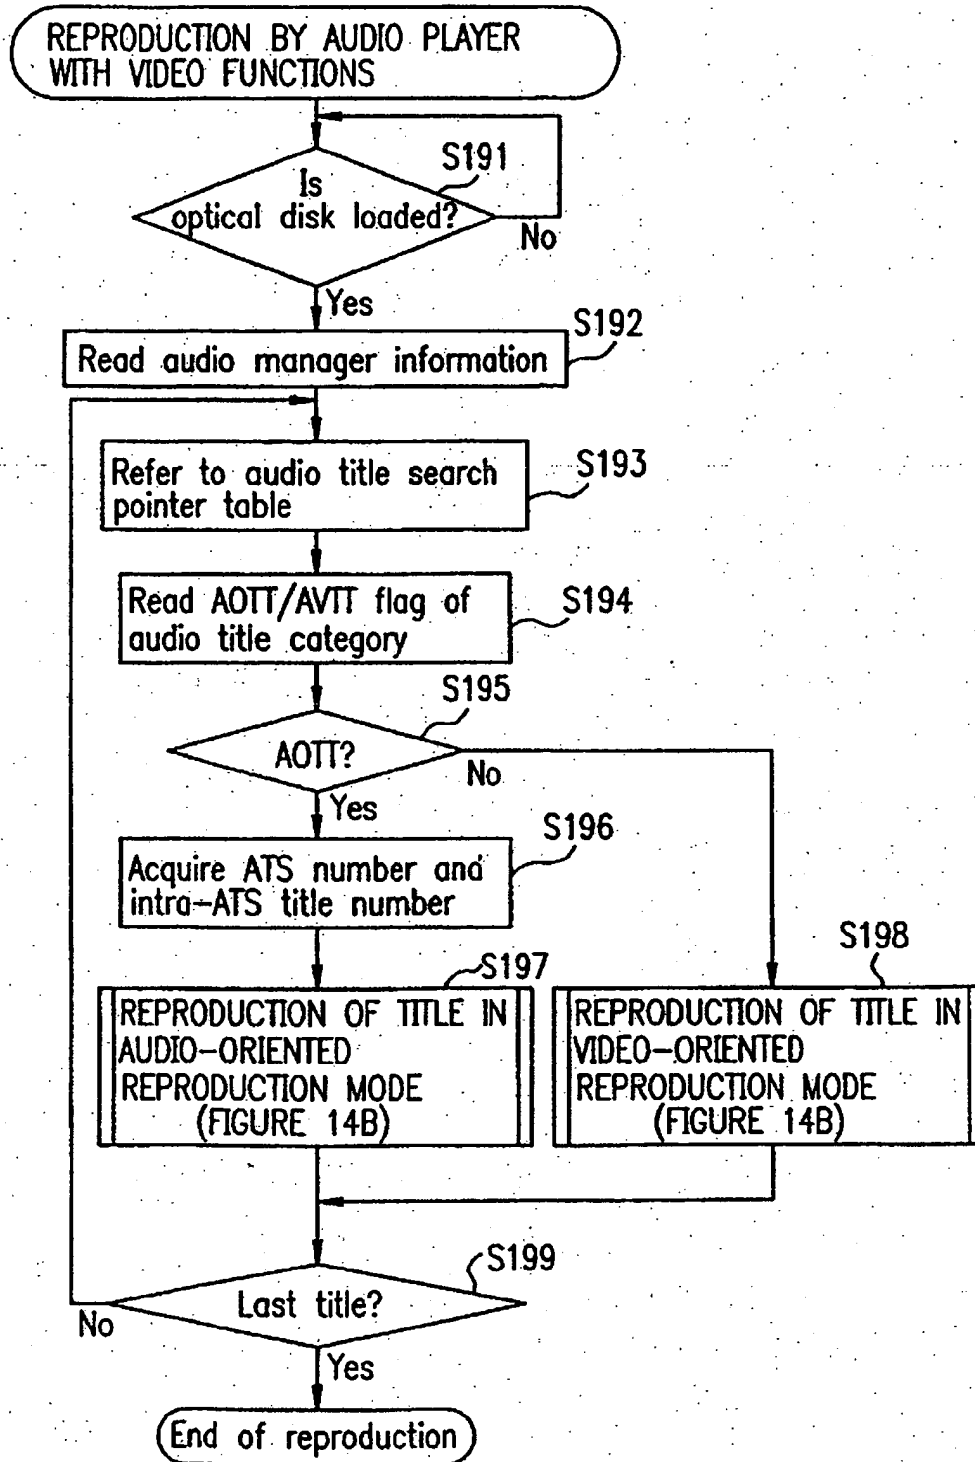 REPRODUCTION BY AUDIO PLAYER
WITH VIDEO FUNCTIONS
S191
Is
optical disk loaded?
No
Yes
S192
Read audio manager information
S193
Refer to audio title search
pointer table
S194
Read AOTT/AVTT flag of
audio title category
S195
AOTT?
No
Yes
S196
Acquire ATS number and
intra-ATS title number
S197
REPRODUCTION OF TITLE IN
AUDIO-ORIENTED
REPRODUCTION MODE
(FIGURE 14B)
S198
REPRODUCTION OF TITLE IN
VIDEO-ORIENTED
REPRODUCTION MODE
(FIGURE 14B)
S199
Last title?
No
Yes
End of reproduction